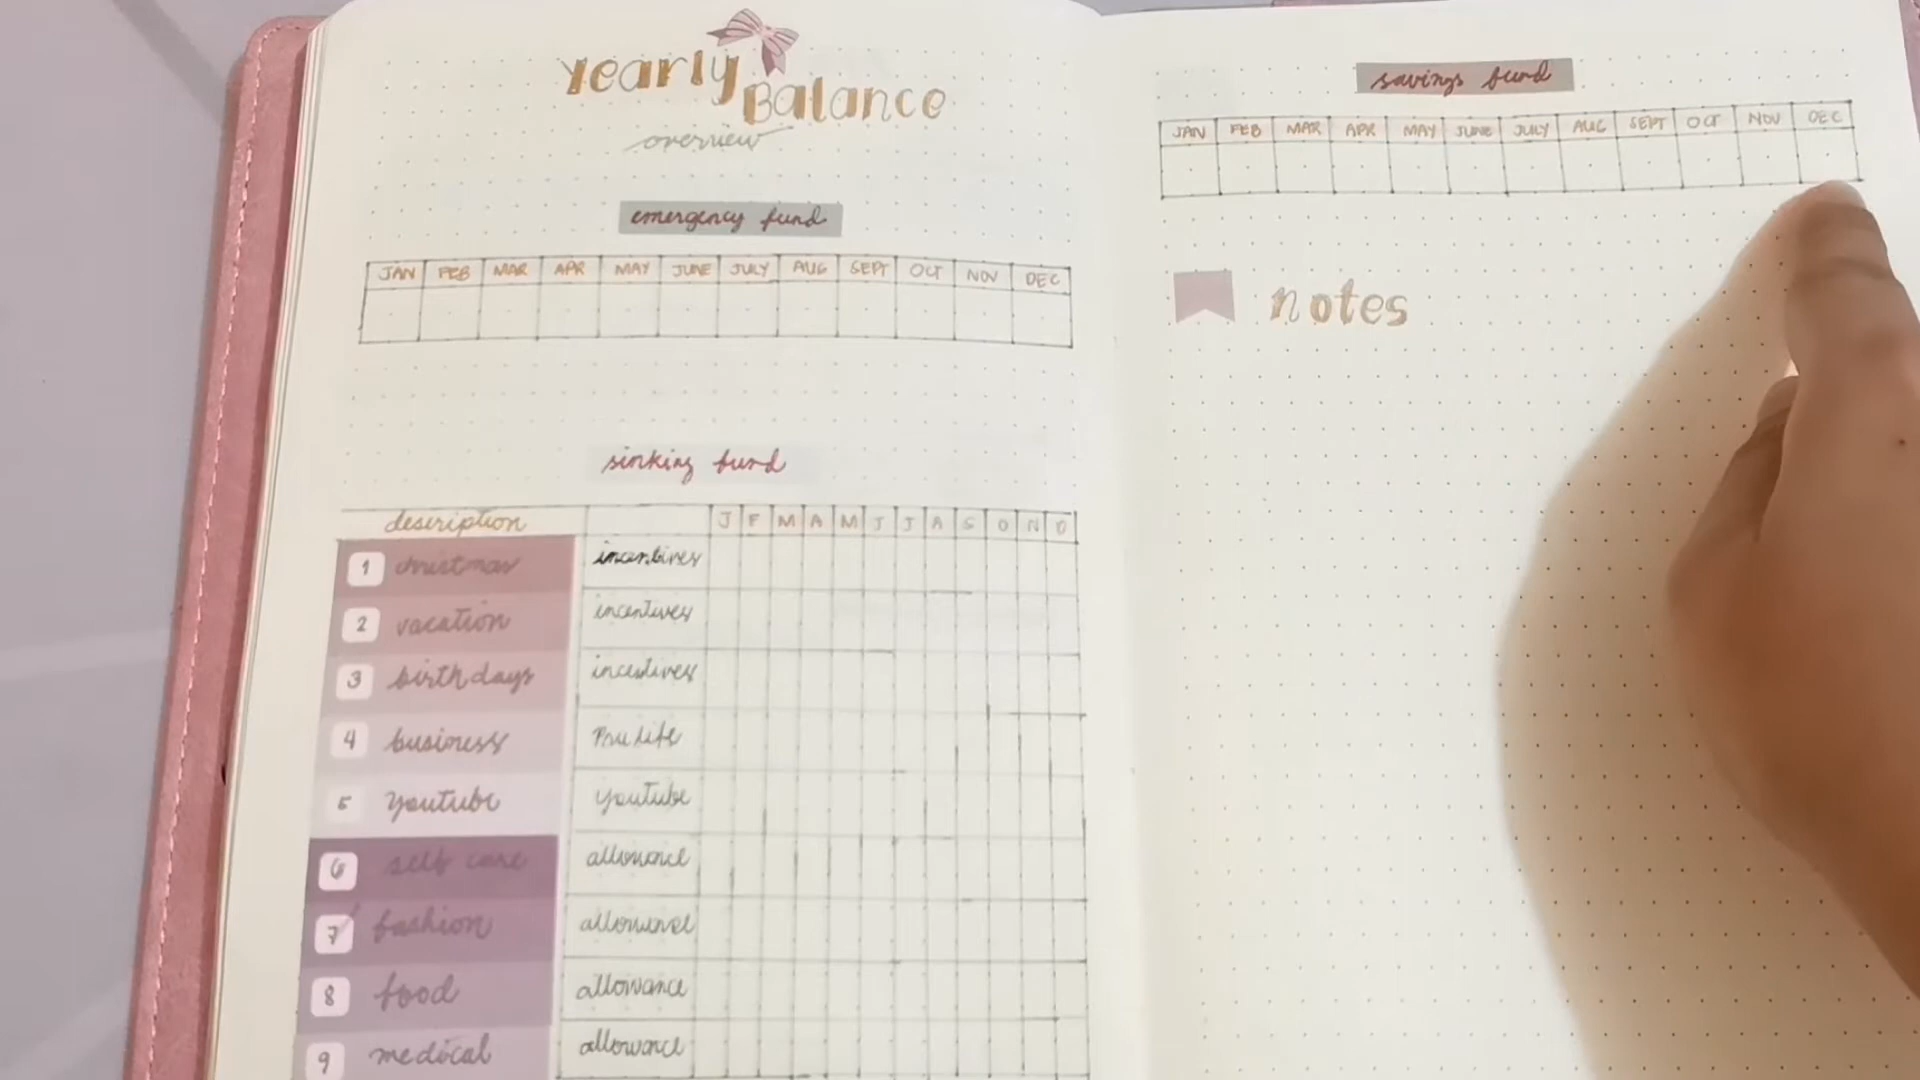 Yearly
Balance
overview
emergency fund
JAN FEB MAR APR MAY JUNE JULY AUG SEPT OCT NOV DEC
sinking fund
description J F M A M J J A S O N D
1 christmas incentives
2 vacation incentives
3 birthdays incentives
4 business Pru Life
5 youtube youtube
6 self care allowance
7 fashion allowance
8 food allowance
9 medical allowance
savings fund
JAN FEB MAR APR MAY JUNE JULY AUG SEPT OCT NOV DEC
notes